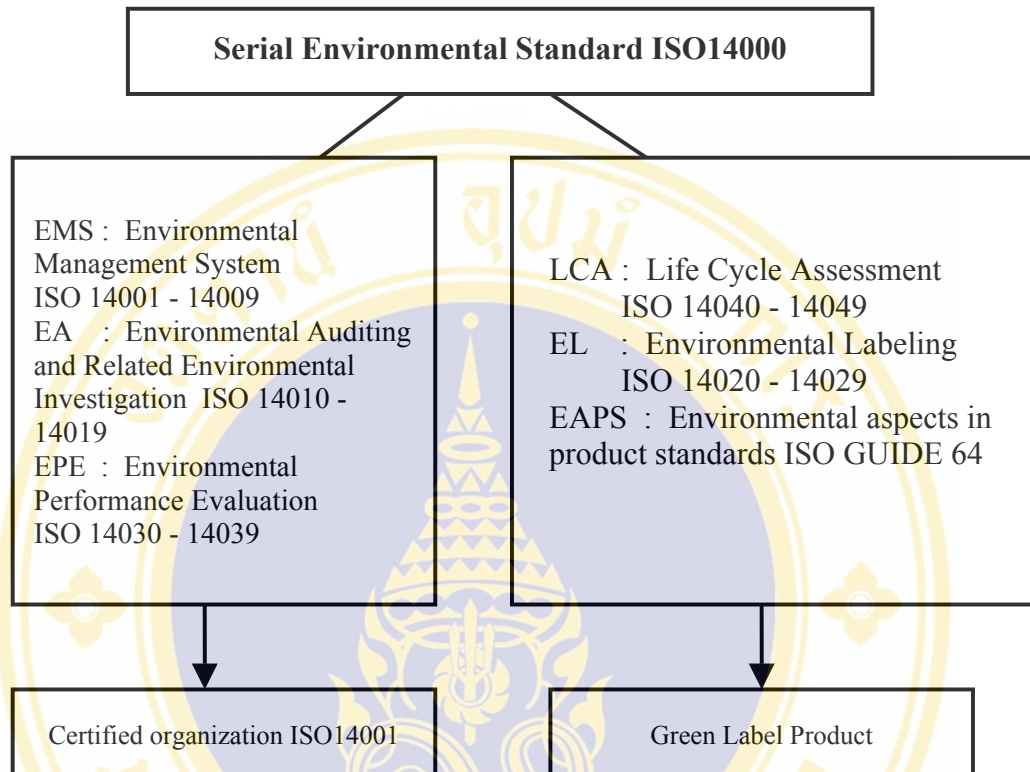 Serial Environmental Standard ISO14000
EMS : Environmental
Management System
ISO 14001 - 14009
EA : Environmental Auditing
and Related Environmental
Investigation ISO 14010 -
14019
EPE : Environmental
Performance Evaluation
ISO 14030 - 14039
LCA : Life Cycle Assessment
ISO 14040 - 14049
EL : Environmental Labeling
ISO 14020 - 14029
EAPS : Environmental aspects in
product standards ISO GUIDE 64
Certified organization ISO14001
Green Label Product